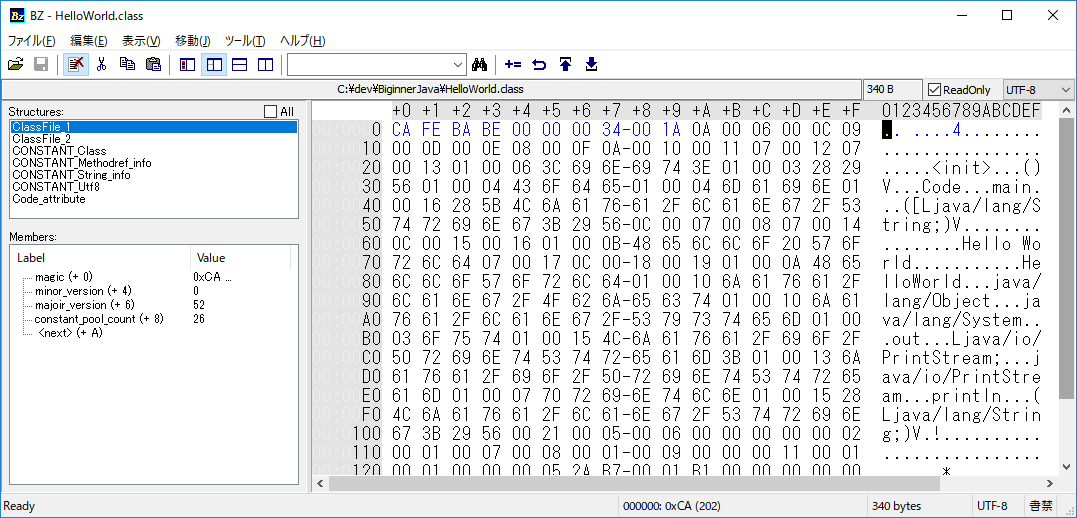 BZ - HelloWorld.class
ファイル(F) 編集(E) 表示(V) 移動(J) ツール(T) ヘルプ(H)
C:¥dev¥BiginnerJava¥HelloWorld.class 340 B ReadOnly UTF-8
Structures: All
ClassFile_1
ClassFile_2
CONSTANT_Class
CONSTANT_Methodref_info
CONSTANT_String_info
CONSTANT_Utf8
Code_attribute
Members:
Label Value
magic (+ 0) 0xCA ...
minor_version (+ 4) 0
majoir_version (+ 6) 52
constant_pool_count (+ 8) 26
<next> (+ A)
+0 +1 +2 +3 +4 +5 +6 +7 +8 +9 +A +B +C +D +E +F 0123456789ABCDEF
0 CA FE BA BE 00 00 00 34-00 1A 0A 00 06 00 0C 09 . .....4........
10 00 0D 00 0E 08 00 0F 0A-00 10 00 11 07 00 12 07 ................
20 00 13 01 00 06 3C 69 6E-69 74 3E 01 00 03 28 29 .....<init>...()
30 56 01 00 04 43 6F 64 65-01 00 04 6D 61 69 6E 01 V...Code...main.
40 00 16 28 5B 4C 6A 61 76-61 2F 6C 61 6E 67 2F 53 ..([Ljava/lang/S
50 74 72 69 6E 67 3B 29 56-0C 00 07 00 08 07 00 14 tring;)V........
60 0C 00 15 00 16 01 00 0B-48 65 6C 6C 6F 20 57 6F ........Hello Wo
70 72 6C 64 07 00 17 0C 00-18 00 19 01 00 0A 48 65 rld...........He
80 6C 6C 6F 57 6F 72 6C 64-01 00 10 6A 61 76 61 2F lloWorld...java/
90 6C 61 6E 67 2F 4F 62 6A-65 63 74 01 00 10 6A 61 lang/Object...ja
A0 76 61 2F 6C 61 6E 67 2F-53 79 73 74 65 6D 01 00 va/lang/System..
B0 03 6F 75 74 01 00 15 4C-6A 61 76 61 2F 69 6F 2F .out...Ljava/io/
C0 50 72 69 6E 74 53 74 72-65 61 6D 3B 01 00 13 6A PrintStream;...j
D0 61 76 61 2F 69 6F 2F 50-72 69 6E 74 53 74 72 65 ava/io/PrintStre
E0 61 6D 01 00 07 70 72 69-6E 74 6C 6E 01 00 15 28 am...println...(
F0 4C 6A 61 76 61 2F 6C 61-6E 67 2F 53 74 72 69 6E Ljava/lang/Strin
100 67 3B 29 56 00 21 00 05-00 06 00 00 00 00 00 02 g;)V.!..........
110 00 01 00 07 00 08 00 01-00 09 00 00 00 11 00 01 ................
120 00 01 00 00 00 05 2A B7-00 01 B1 00 00 00 00 00 *
Ready 000000: 0xCA (202) 340 bytes UTF-8 書禁